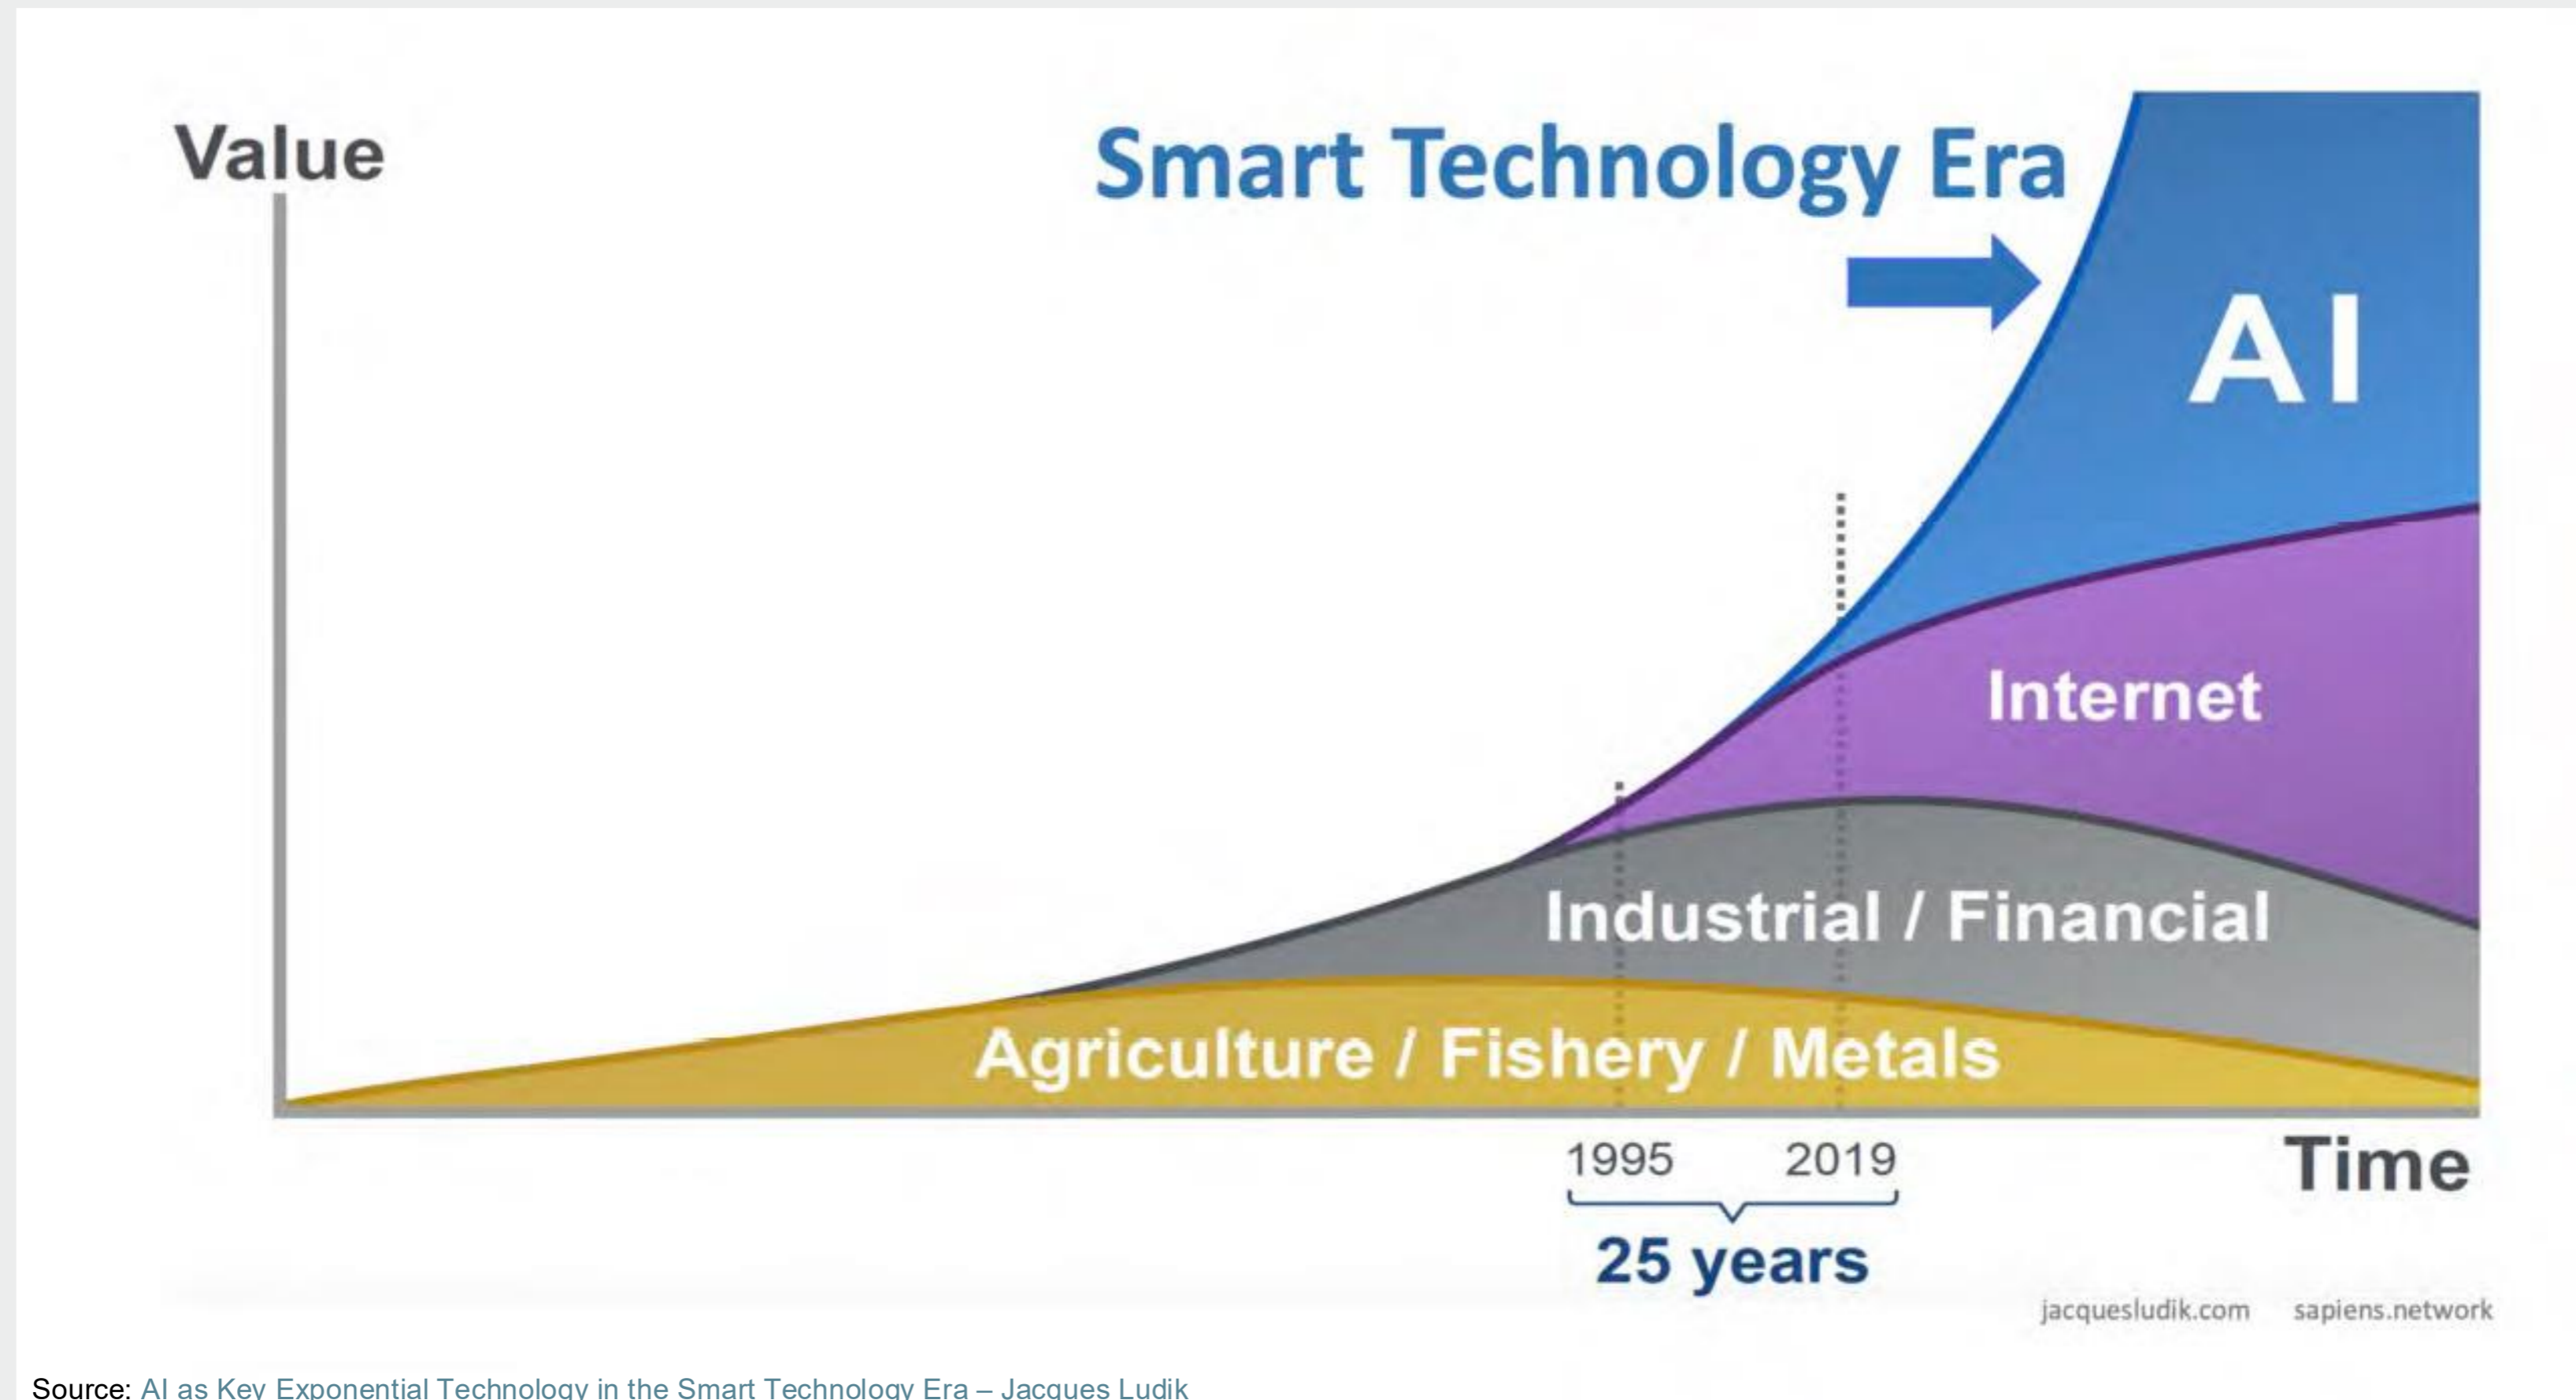 Value
Smart Technology Era
AI
Internet
Industrial / Financial
Agriculture / Fishery / Metals
1995 2019
Time
25 years
jacquesludik.com sapiens.network
Source: AI as Key Exponential Technology in the Smart Technology Era – Jacques Ludik